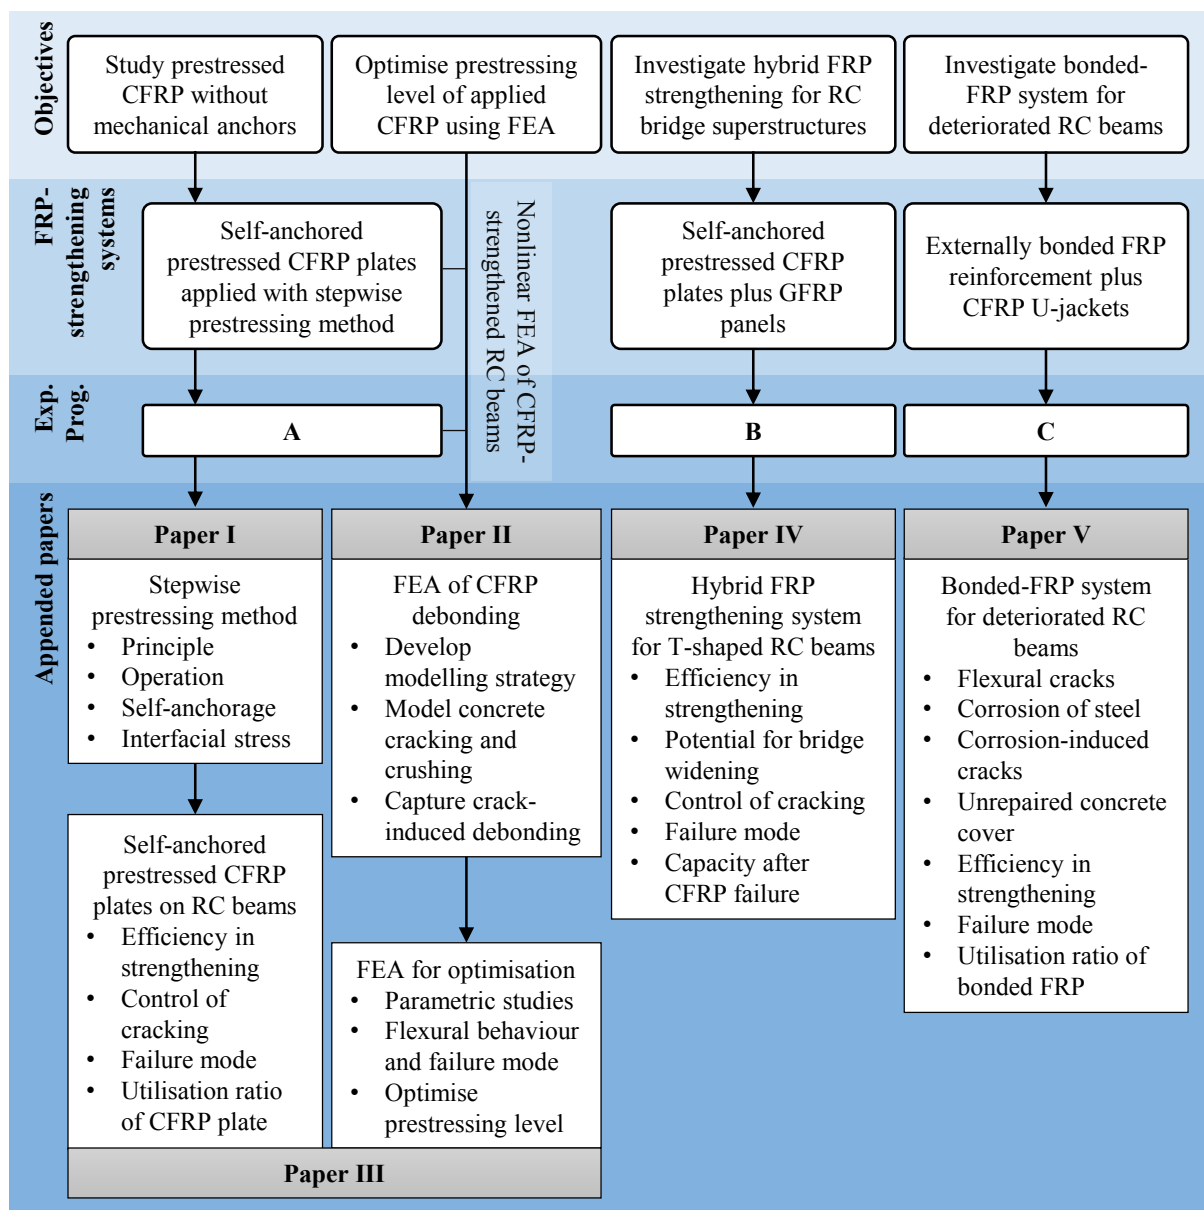 Objectives
Study prestressed
CFRP without
mechanical anchors
Optimise prestressing
level of applied
CFRP using FEA
Investigate hybrid FRP
strengthening for RC
bridge superstructures
Investigate bonded-
FRP system for
deteriorated RC beams
FRP-
strengthening
systems
Self-anchored
prestressed CFRP plates
applied with stepwise
prestressing method
Nonlinear FEA of CFRP-
strengthened RC beams
Self-anchored
prestressed CFRP
plates plus GFRP
panels
Externally bonded FRP
reinforcement plus
CFRP U-jackets
Exp.
Prog.
A
B
C
Appended papers
Paper I
Stepwise
prestressing method
• Principle
• Operation
• Self-anchorage
• Interfacial stress
Self-anchored
prestressed CFRP
plates on RC beams
• Efficiency in
strengthening
• Control of
cracking
• Failure mode
• Utilisation ratio
of CFRP plate
Paper II
FEA of CFRP
debonding
• Develop
modelling strategy
• Model concrete
cracking and
crushing
• Capture crack-
induced debonding
FEA for optimisation
• Parametric studies
• Flexural behaviour
and failure mode
• Optimise
prestressing level
Paper III
Paper IV
Hybrid FRP
strengthening system
for T-shaped RC beams
• Efficiency in
strengthening
• Potential for bridge
widening
• Control of cracking
• Failure mode
• Capacity after
CFRP failure
Paper V
Bonded-FRP system
for deteriorated RC
beams
• Flexural cracks
• Corrosion of steel
• Corrosion-induced
cracks
• Unrepaired concrete
cover
• Efficiency in
strengthening
• Failure mode
• Utilisation ratio of
bonded FRP